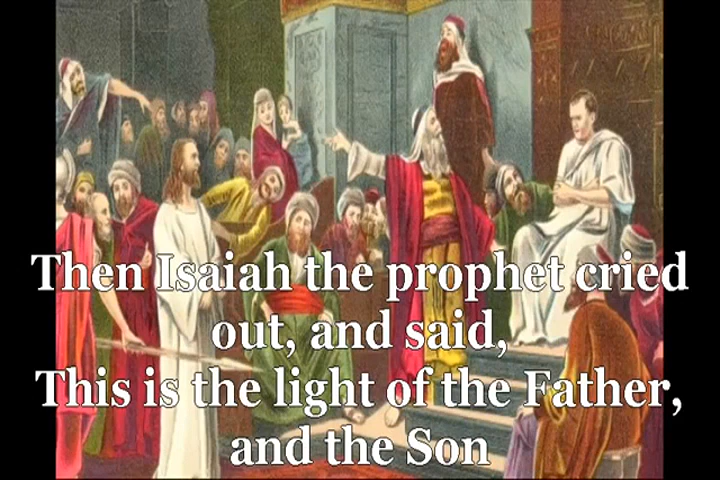 Then Isaiah the prophet cried
out, and said,
This is the light of the Father,
and the Son